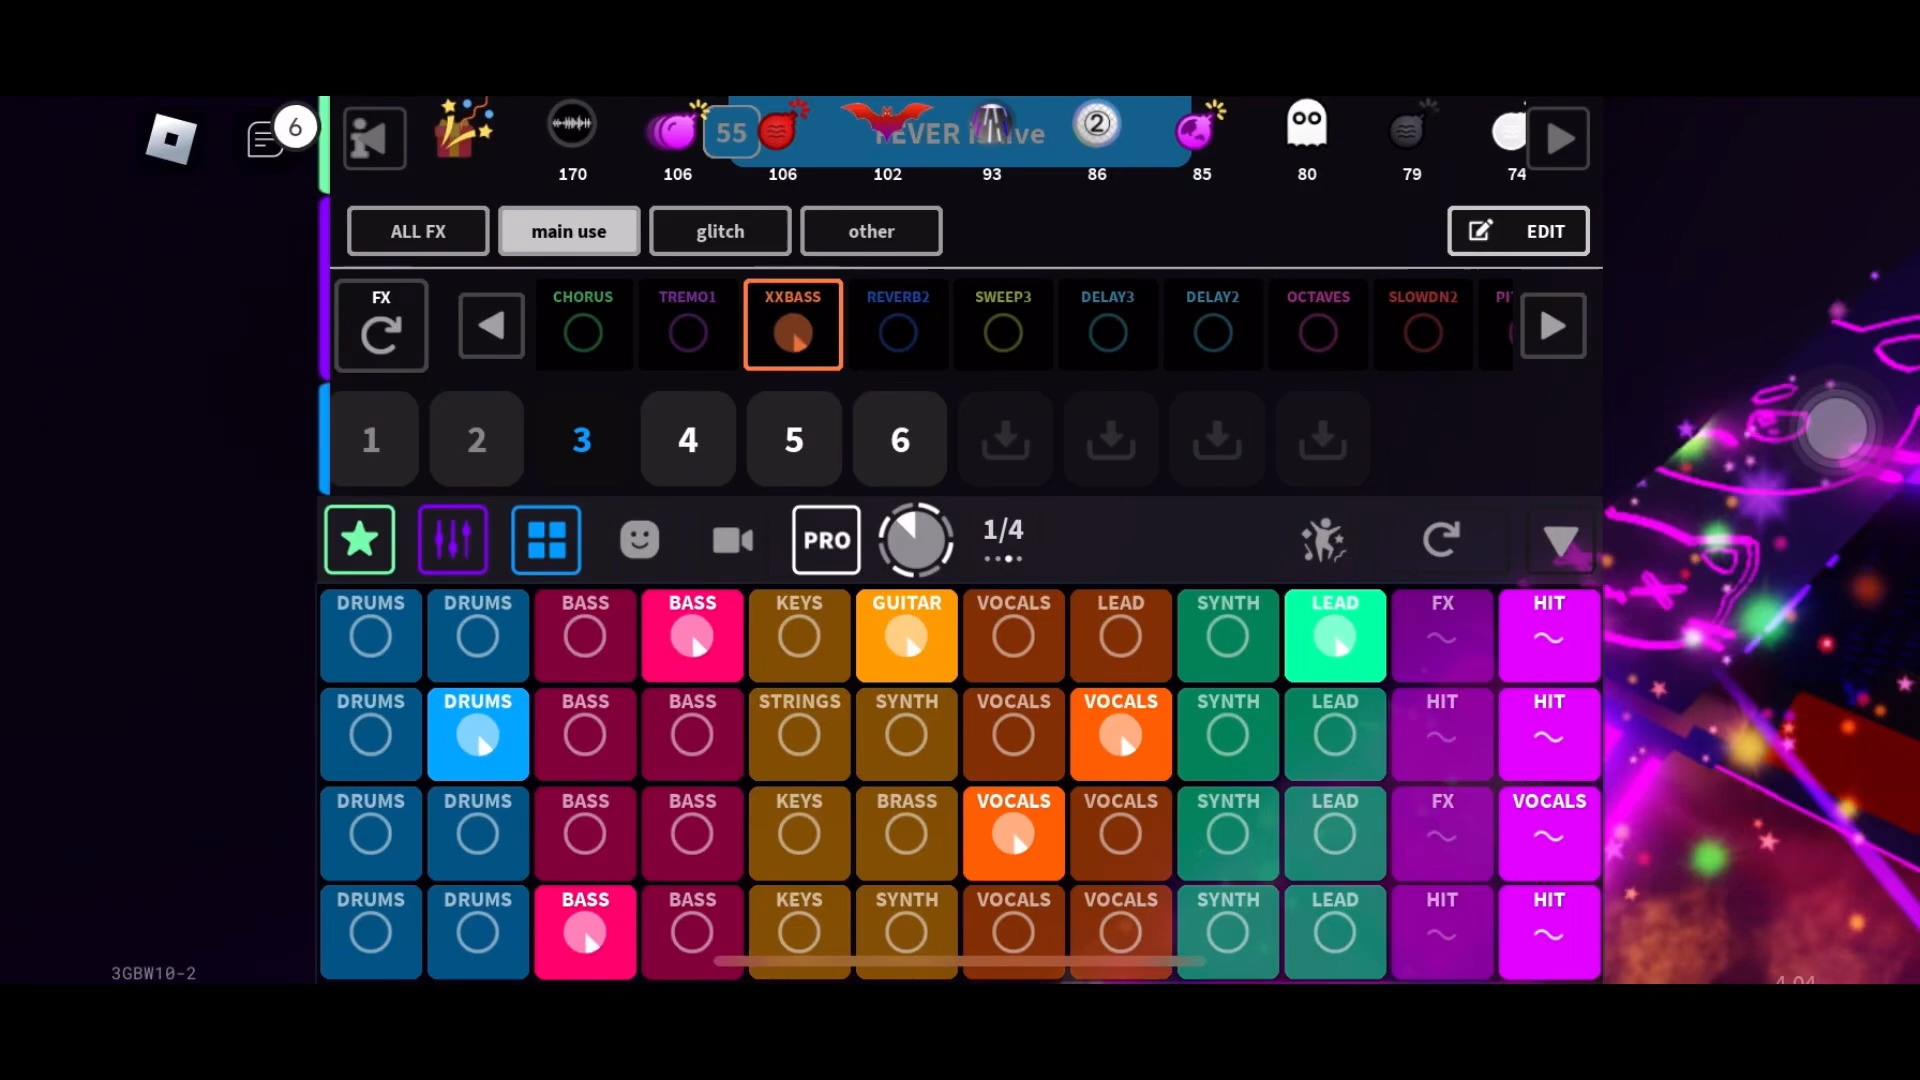 6
55
2
170 106 106 102 93 86 85 80 79 74
ALL FX main use glitch other EDIT
FX CHORUS TREMO1 XXBASS REVERB2 SWEEP3 DELAY3 DELAY2 OCTAVES SLOWDN2
1 2 3 4 5 6
PRO 1/4
DRUMS DRUMS BASS BASS KEYS GUITAR VOCALS LEAD SYNTH LEAD FX HIT
DRUMS DRUMS BASS BASS STRINGS SYNTH VOCALS VOCALS SYNTH LEAD HIT HIT
DRUMS DRUMS BASS BASS KEYS BRASS VOCALS VOCALS SYNTH LEAD FX VOCALS
DRUMS DRUMS BASS BASS KEYS SYNTH VOCALS VOCALS SYNTH LEAD HIT HIT
3GBW10-2